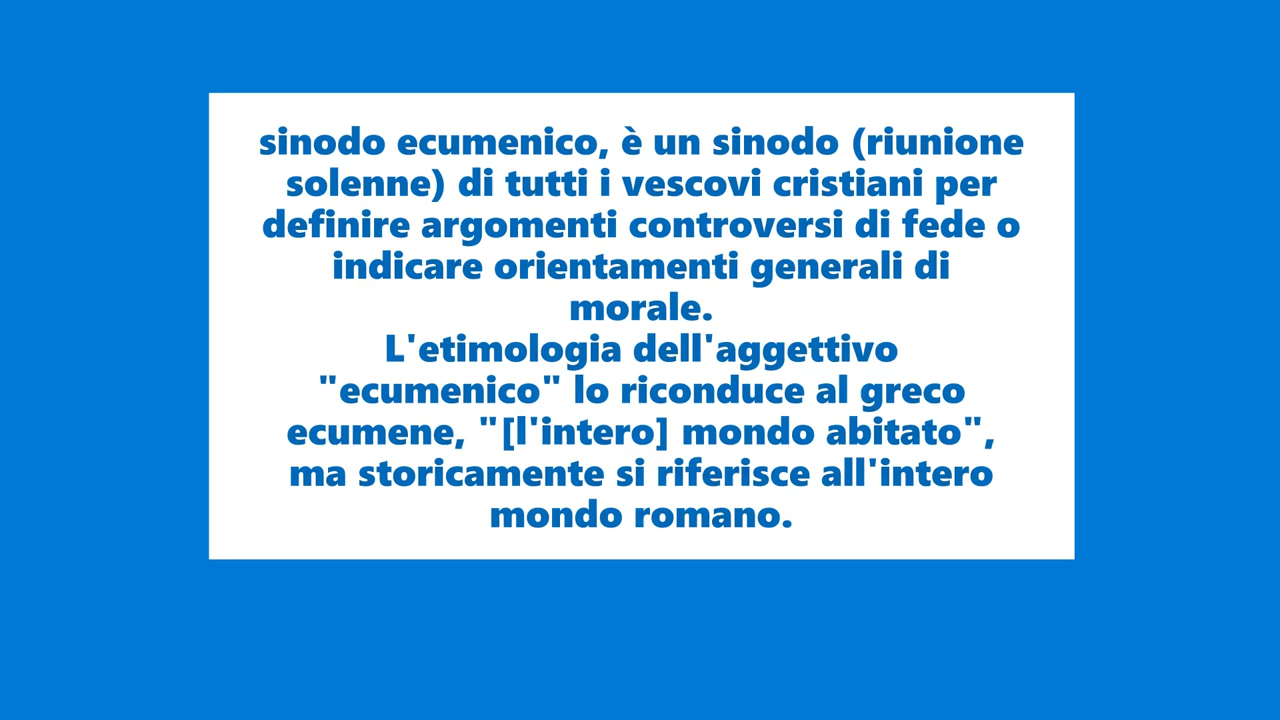 sinodo ecumenico, è un sinodo (riunione
solenne) di tutti i vescovi cristiani per
definire argomenti controversi di fede o
indicare orientamenti generali di
morale.
L'etimologia dell'aggettivo
"ecumenico" lo riconduce al greco
ecumene, "[l'intero] mondo abitato",
ma storicamente si riferisce all'intero
mondo romano.